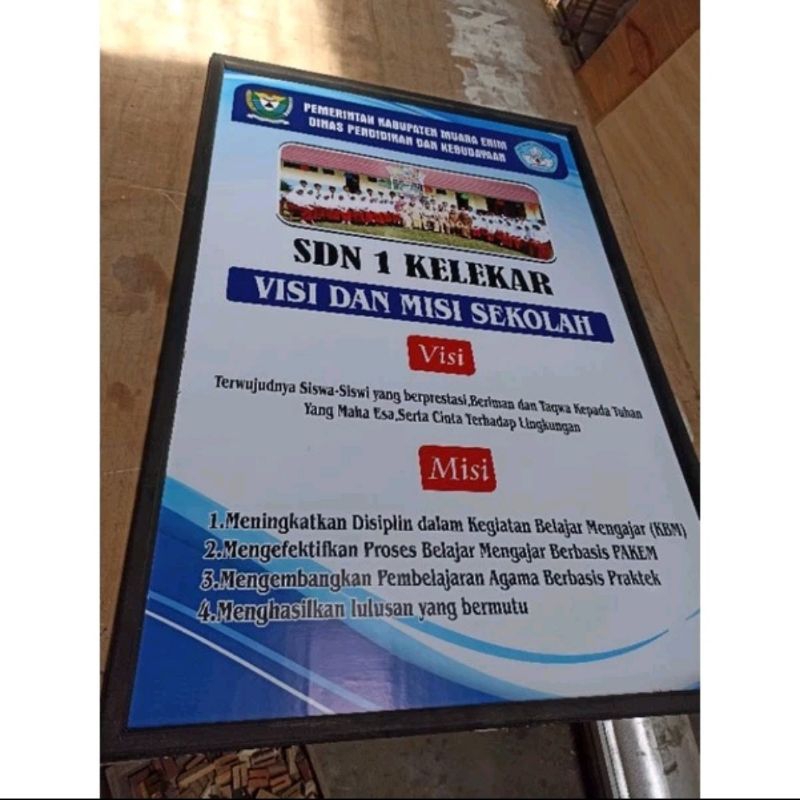 PEMERINTAH KABUPATEN MUARA ENIM
DINAS PENDIDIKAN DAN KEBUDAYAAN
SDN 1 KELEKAR
VISI DAN MISI SEKOLAH
Visi
Terwujudnya Siswa-Siswi yang berprestasi,Beriman dan Taqwa Kepada Tuhan
Yang Maha Esa,Serta Cinta Terhadap Lingkungan
Misi
1.Meningkatkan Disiplin dalam Kegiatan Belajar Mengajar (KBM)
2.Mengefektifkan Proses Belajar Mengajar Berbasis PAKEM
3.Mengembangkan Pembelajaran Agama Berbasis Praktek
4.Menghasilkan lulusan yang bermutu